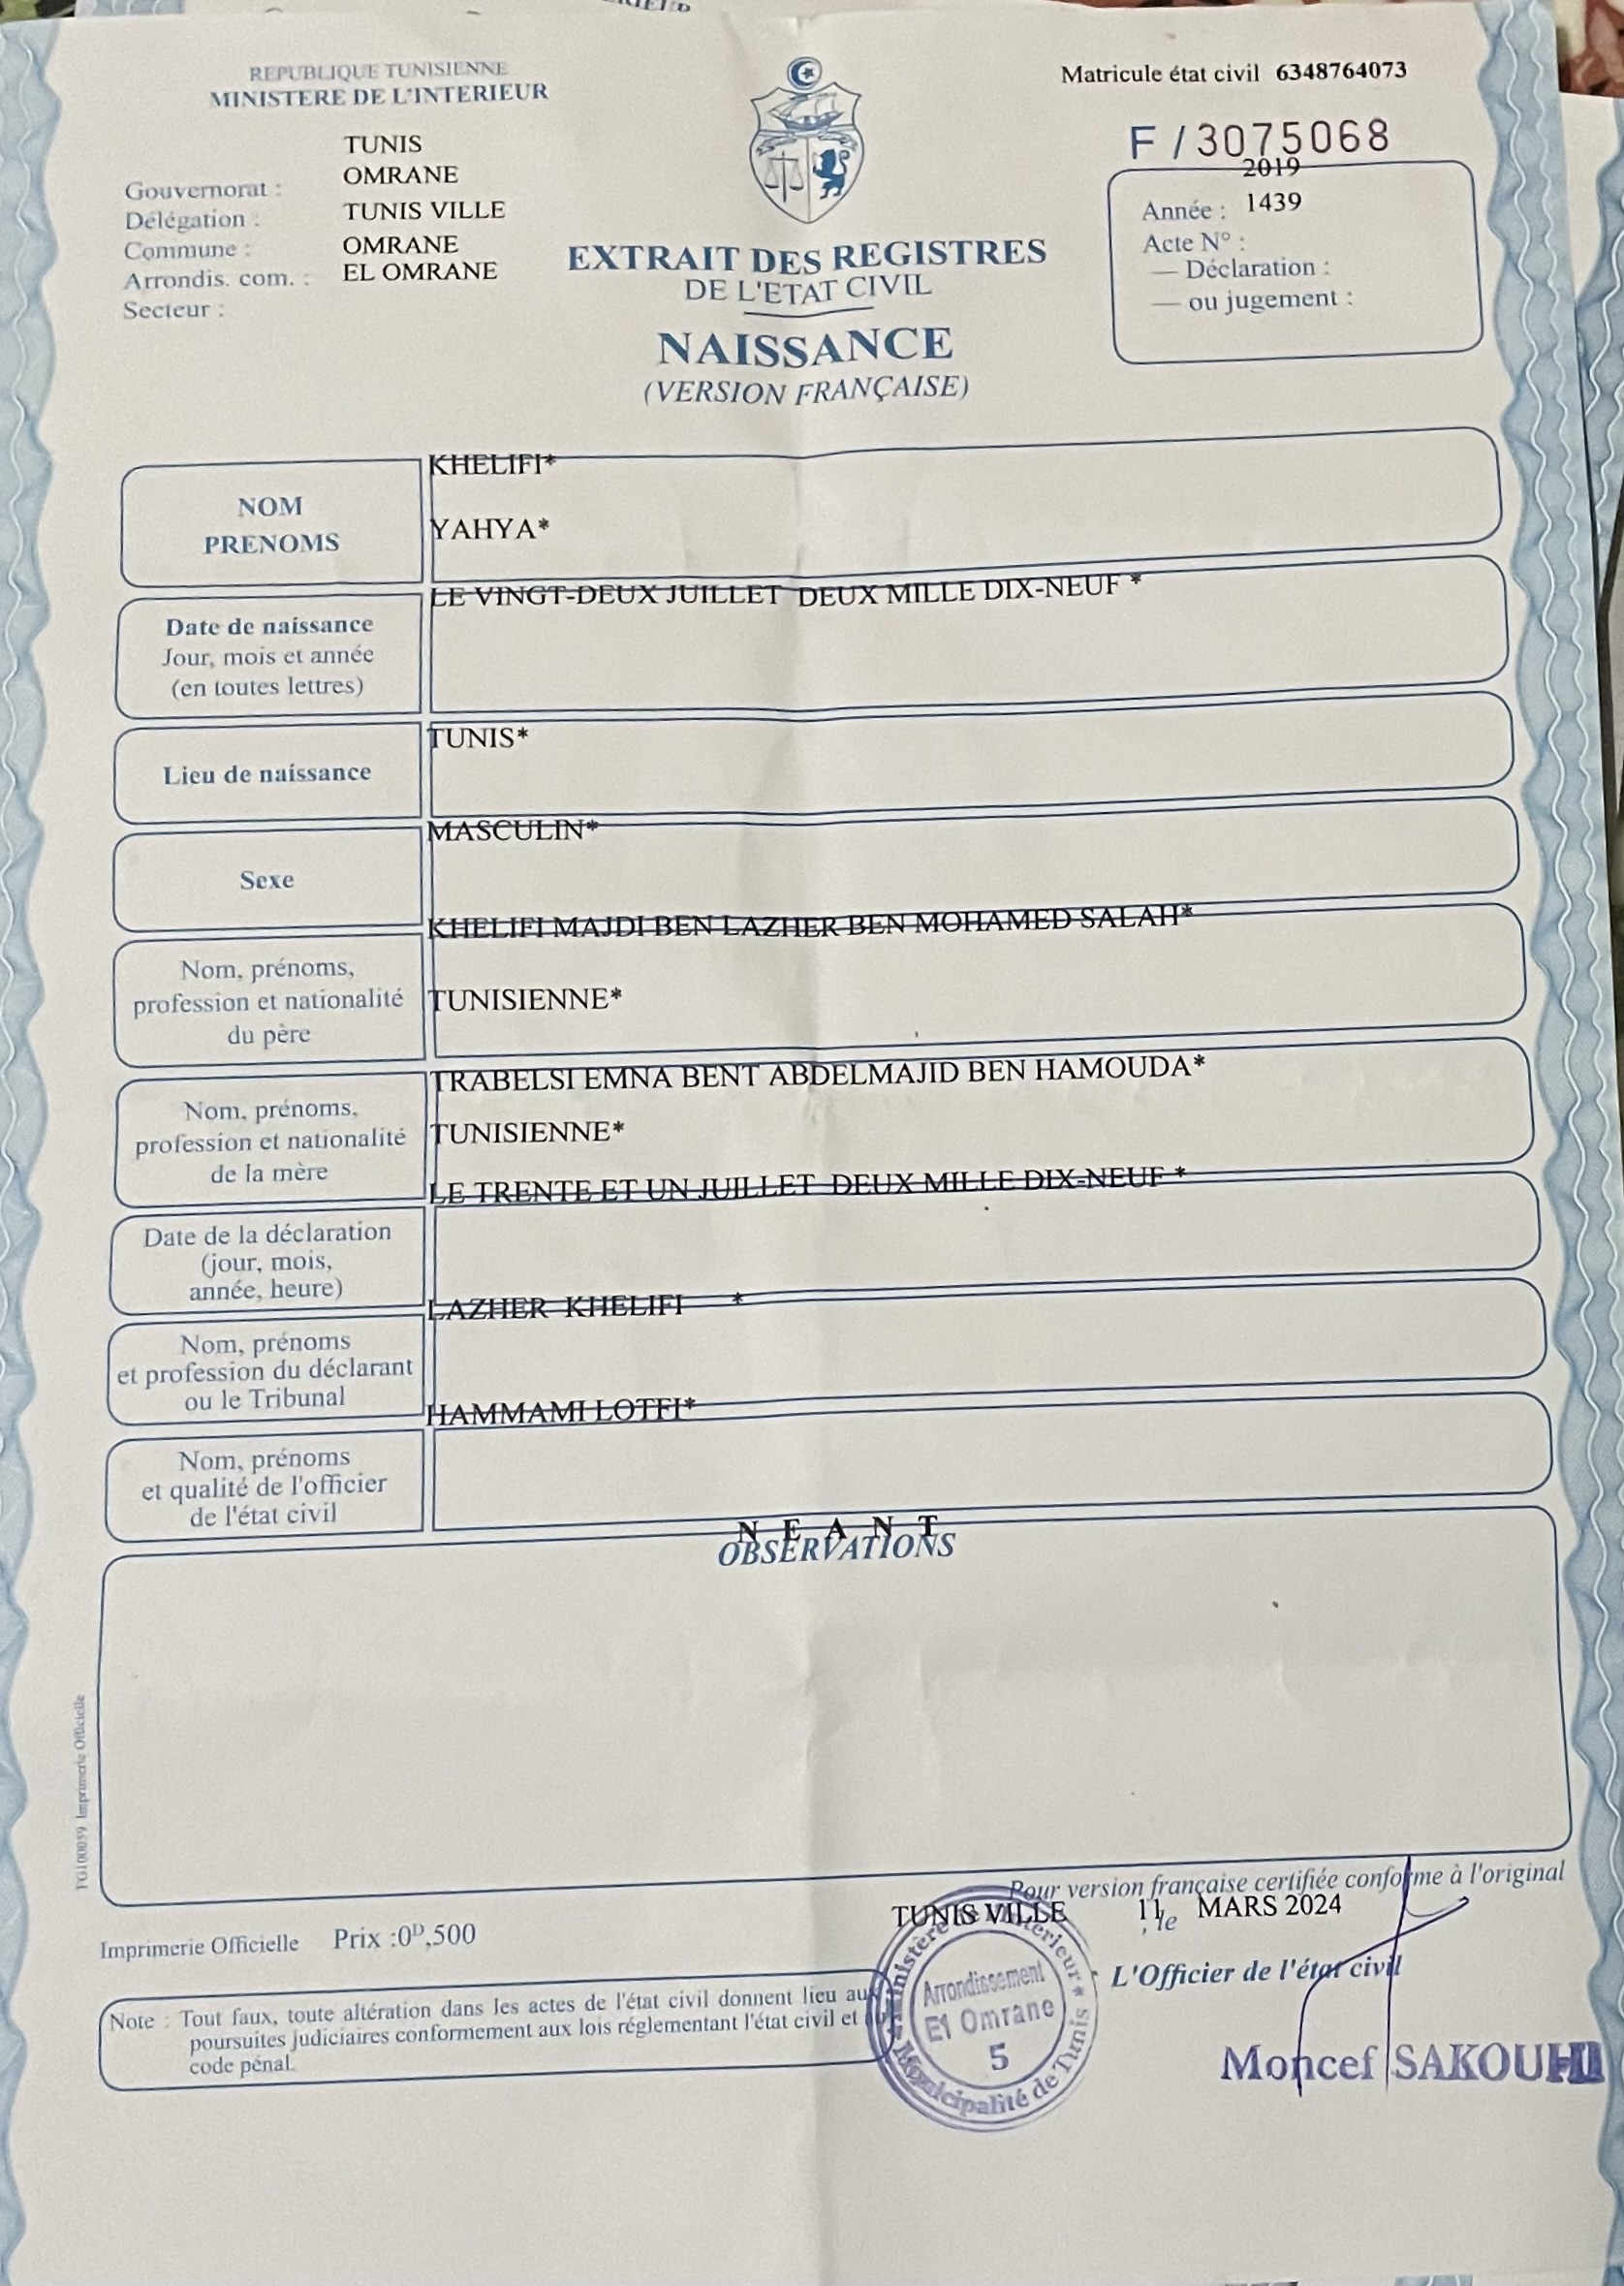 REPUBLIQUE TUNISIENNE
MINISTERE DE L'INTERIEUR
TUNIS
OMRANE
Gouvernorat :
Délégation :
TUNIS VILLE
Commune :
OMRANE
Arrondis. com. :
EL OMRANE
Secteur :
Matricule état civil 6348764073
F / 3075068
2019
Année :
1439
Acte N° :
— Déclaration :
— ou jugement :
EXTRAIT DES REGISTRES
DE L'ETAT CIVIL
NAISSANCE
(VERSION FRANÇAISE)
NOM
PRENOMS
KHELIFI*
YAHYA*
Date de naissance
Jour, mois et année
(en toutes lettres)
LE VINGT-DEUX JUILLET DEUX MILLE DIX-NEUF *
Lieu de naissance
TUNIS*
Sexe
MASCULIN*
Nom, prénoms,
profession et nationalité
du père
KHELIFI MAJDI BEN LAZHER BEN MOHAMED SALAH*
TUNISIENNE*
Nom, prénoms,
profession et nationalité
de la mère
TRABELSI EMNA BENT ABDELMAJID BEN HAMOUDA*
TUNISIENNE*
Date de la déclaration
(jour, mois,
année, heure)
LE TRENTE ET UN JUILLET DEUX MILLE DIX-NEUF *
Nom, prénoms
et profession du déclarant
ou le Tribunal
LAZHER KHELIFI *
Nom, prénoms
et qualité de l'officier
de l'état civil
HAMMAMI LOTFI*
N E A N T
OBSERVATIONS
FG100059 Imprimerie Officielle
Pour version française certifiée conforme à l'original
TUNIS VILLE , le 11 MARS 2024
Imprimerie Officielle Prix :0D,500
L'Officier de l'état civil
Note : Tout faux, toute altération dans les actes de l'état civil donnent lieu aux
poursuites judiciaires conformement aux lois réglementant l'état civil et au
code pénal.
Ministère de l'Intérieur
Arrondissement
El Omrane
5
Municipalité de Tunis
Moncef SAKOUHI